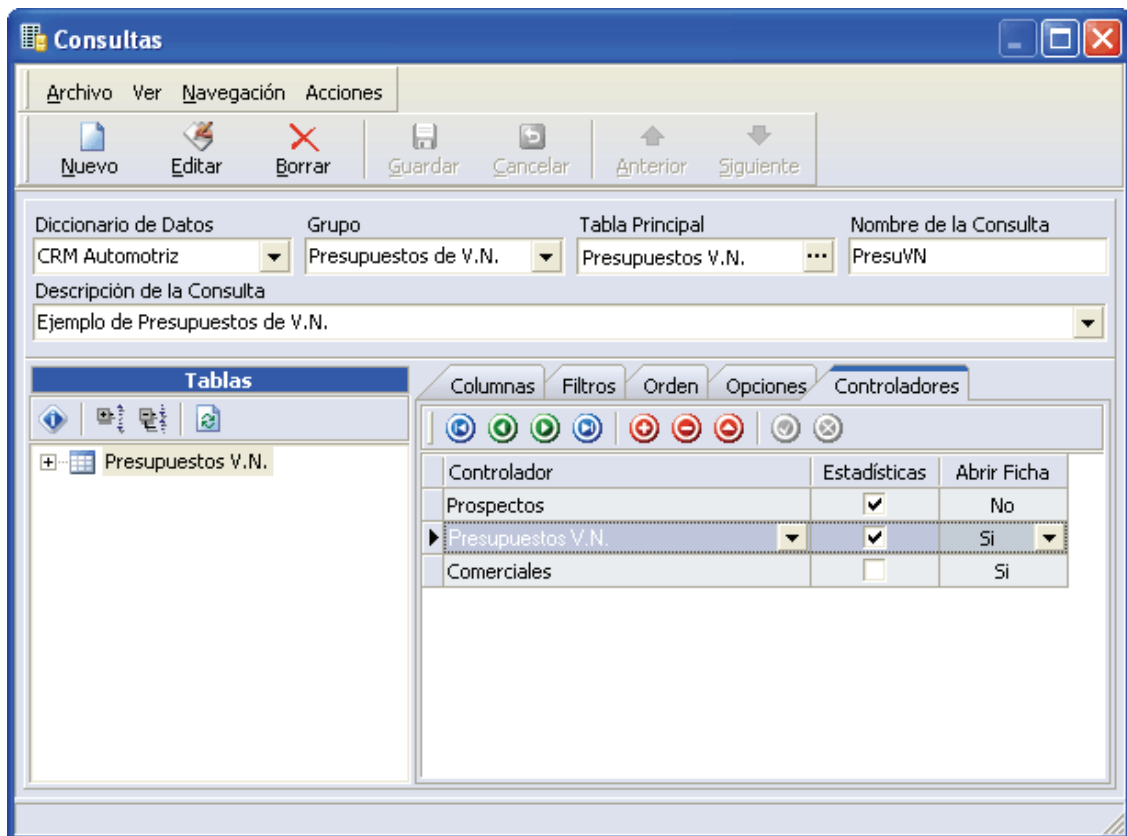 Consultas
Archivo Ver Navegación Acciones
Nuevo Editar Borrar Guardar Cancelar Anterior Siguiente
Diccionario de Datos Grupo Tabla Principal Nombre de la Consulta
CRM Automotriz Presupuestos de V.N. Presupuestos V.N. ... PresuVN
Descripción de la Consulta
Ejemplo de Presupuestos de V.N.
Tablas
Presupuestos V.N.
Columnas Filtros Orden Opciones Controladores
Controlador Estadísticas Abrir Ficha
Prospectos No
Presupuestos V.N. Si
Comerciales Si